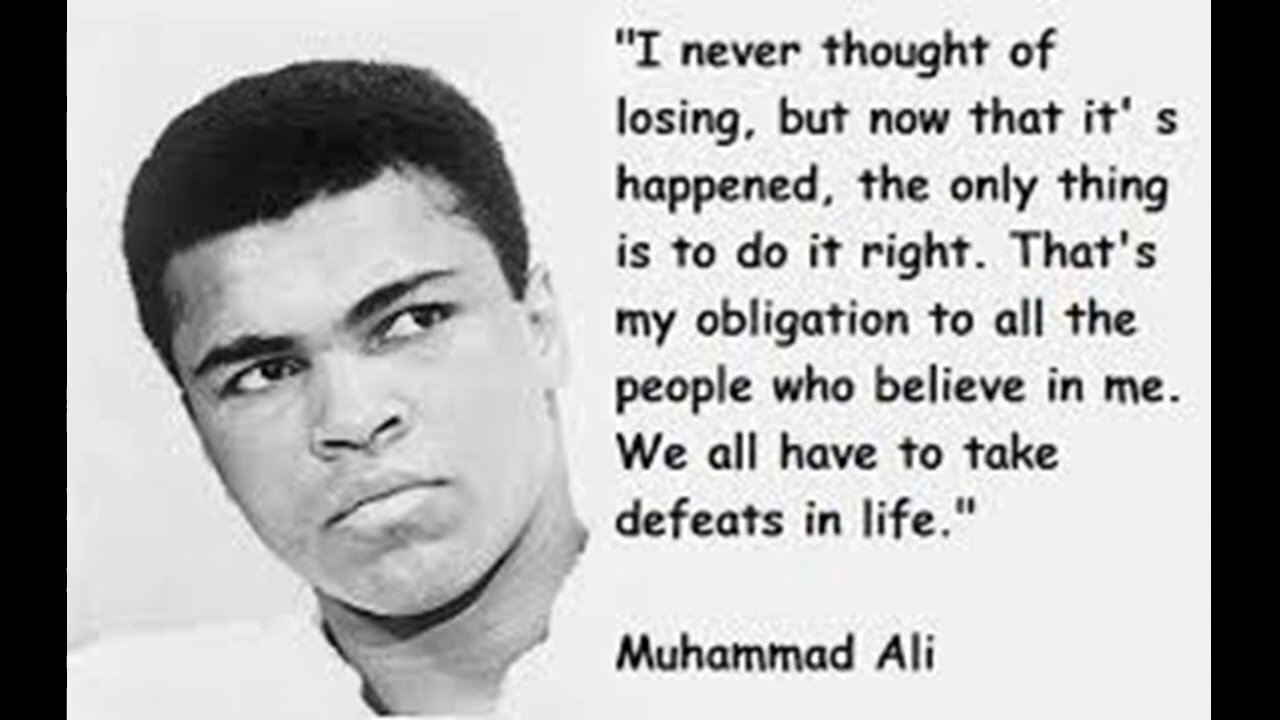 "I never thought of
losing, but now that it' s
happened, the only thing
is to do it right. That's
my obligation to all the
people who believe in me.
We all have to take
defeats in life."
Muhammad Ali